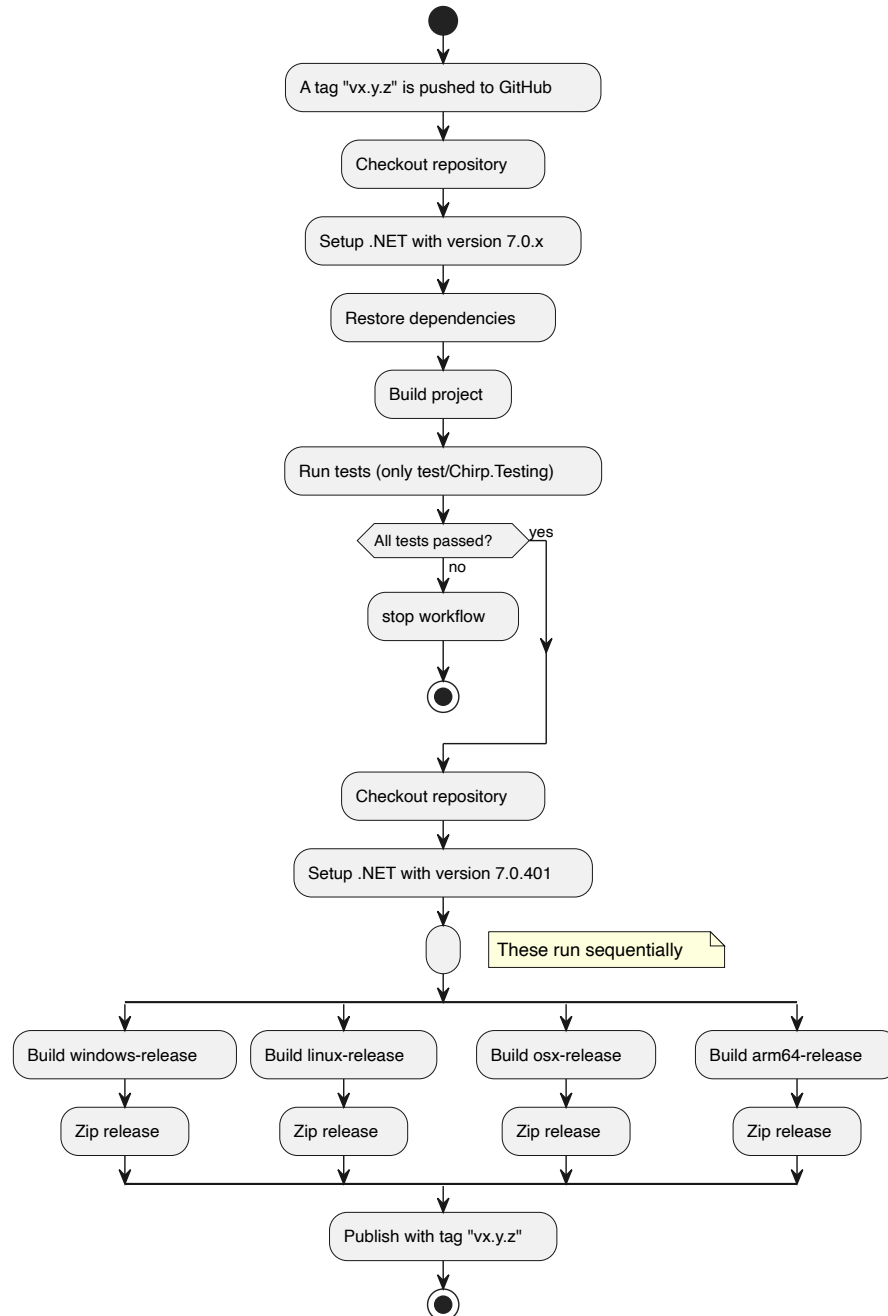 A tag "vx.y.z" is pushed to GitHub
Checkout repository
Setup .NET with version 7.0.x
Restore dependencies
Build project
Run tests (only test/Chirp.Testing)
All tests passed?
yes
no
stop workflow
Checkout repository
Setup .NET with version 7.0.401
These run sequentially
Build windows-release
Build linux-release
Build osx-release
Build arm64-release
Zip release
Zip release
Zip release
Zip release
Publish with tag "vx.y.z"